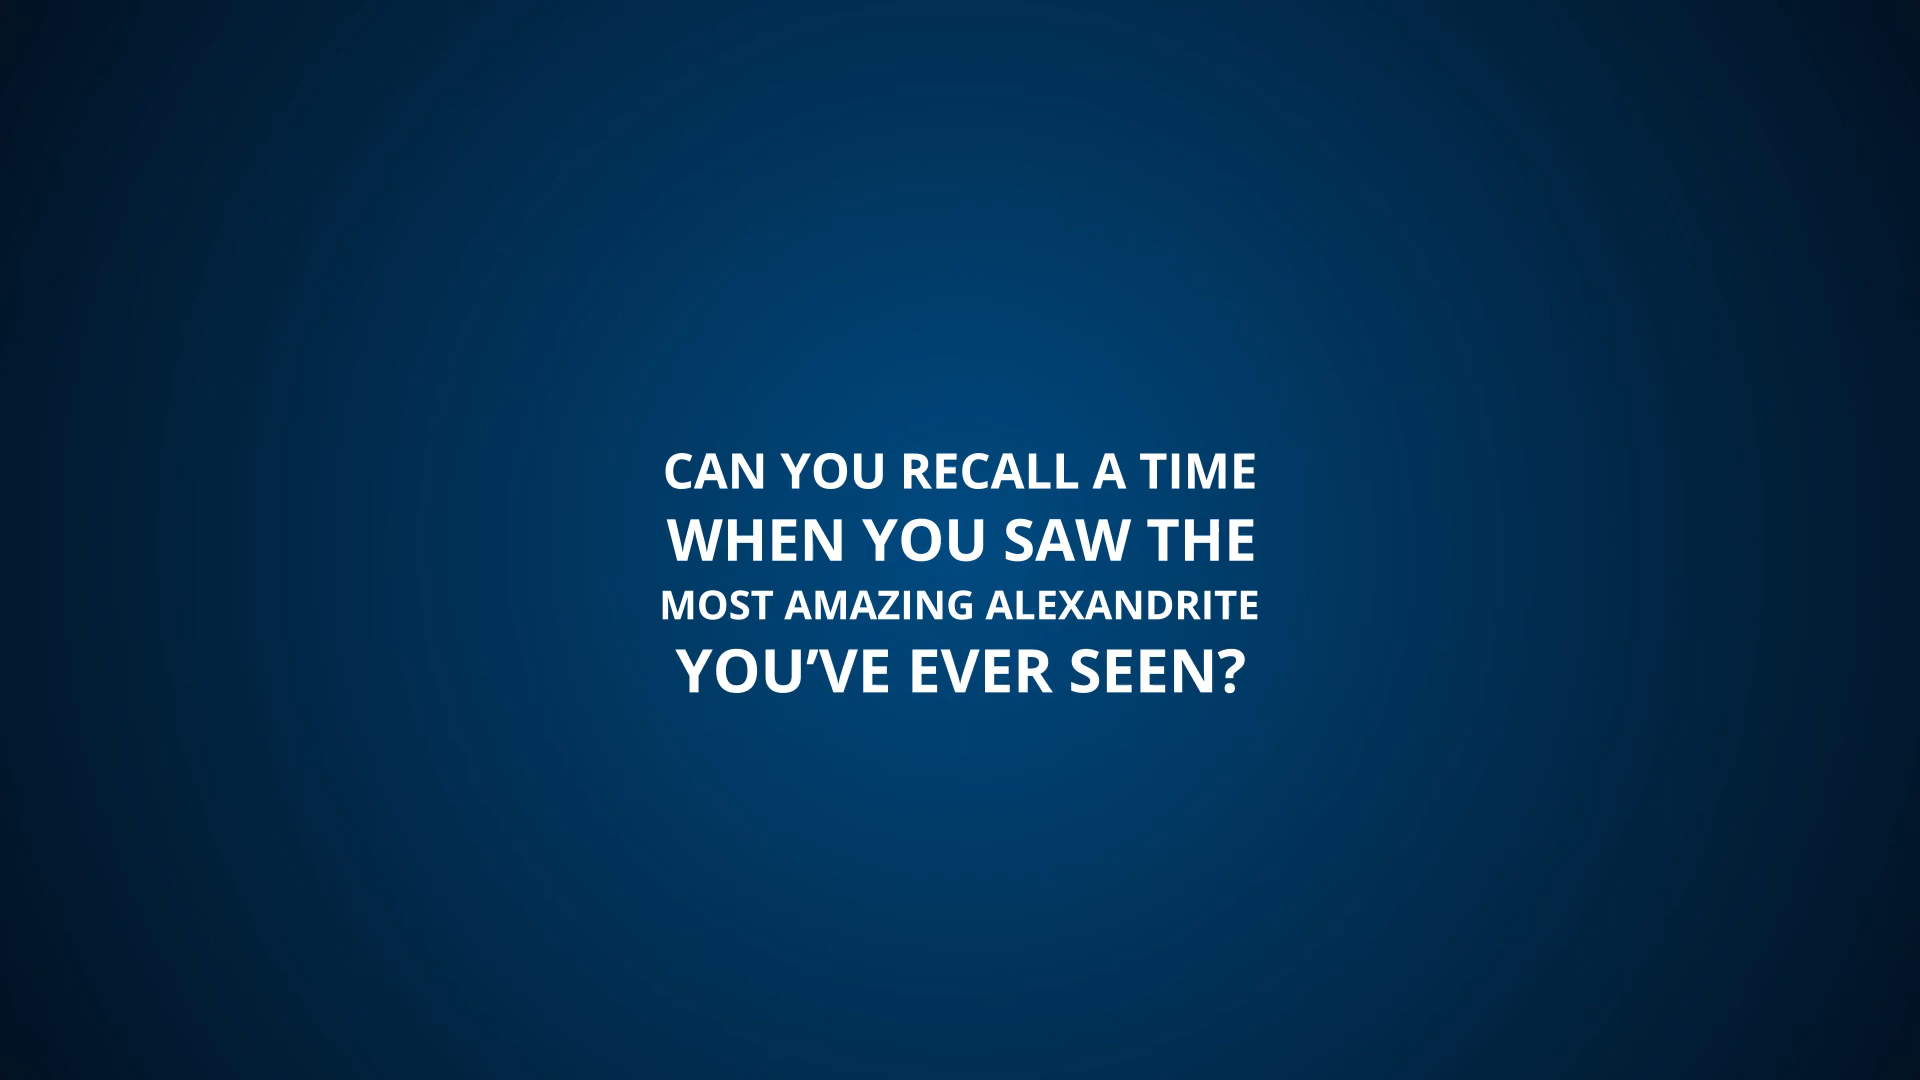 CAN YOU RECALL A TIME
WHEN YOU SAW THE
MOST AMAZING ALEXANDRITE
YOU’VE EVER SEEN?